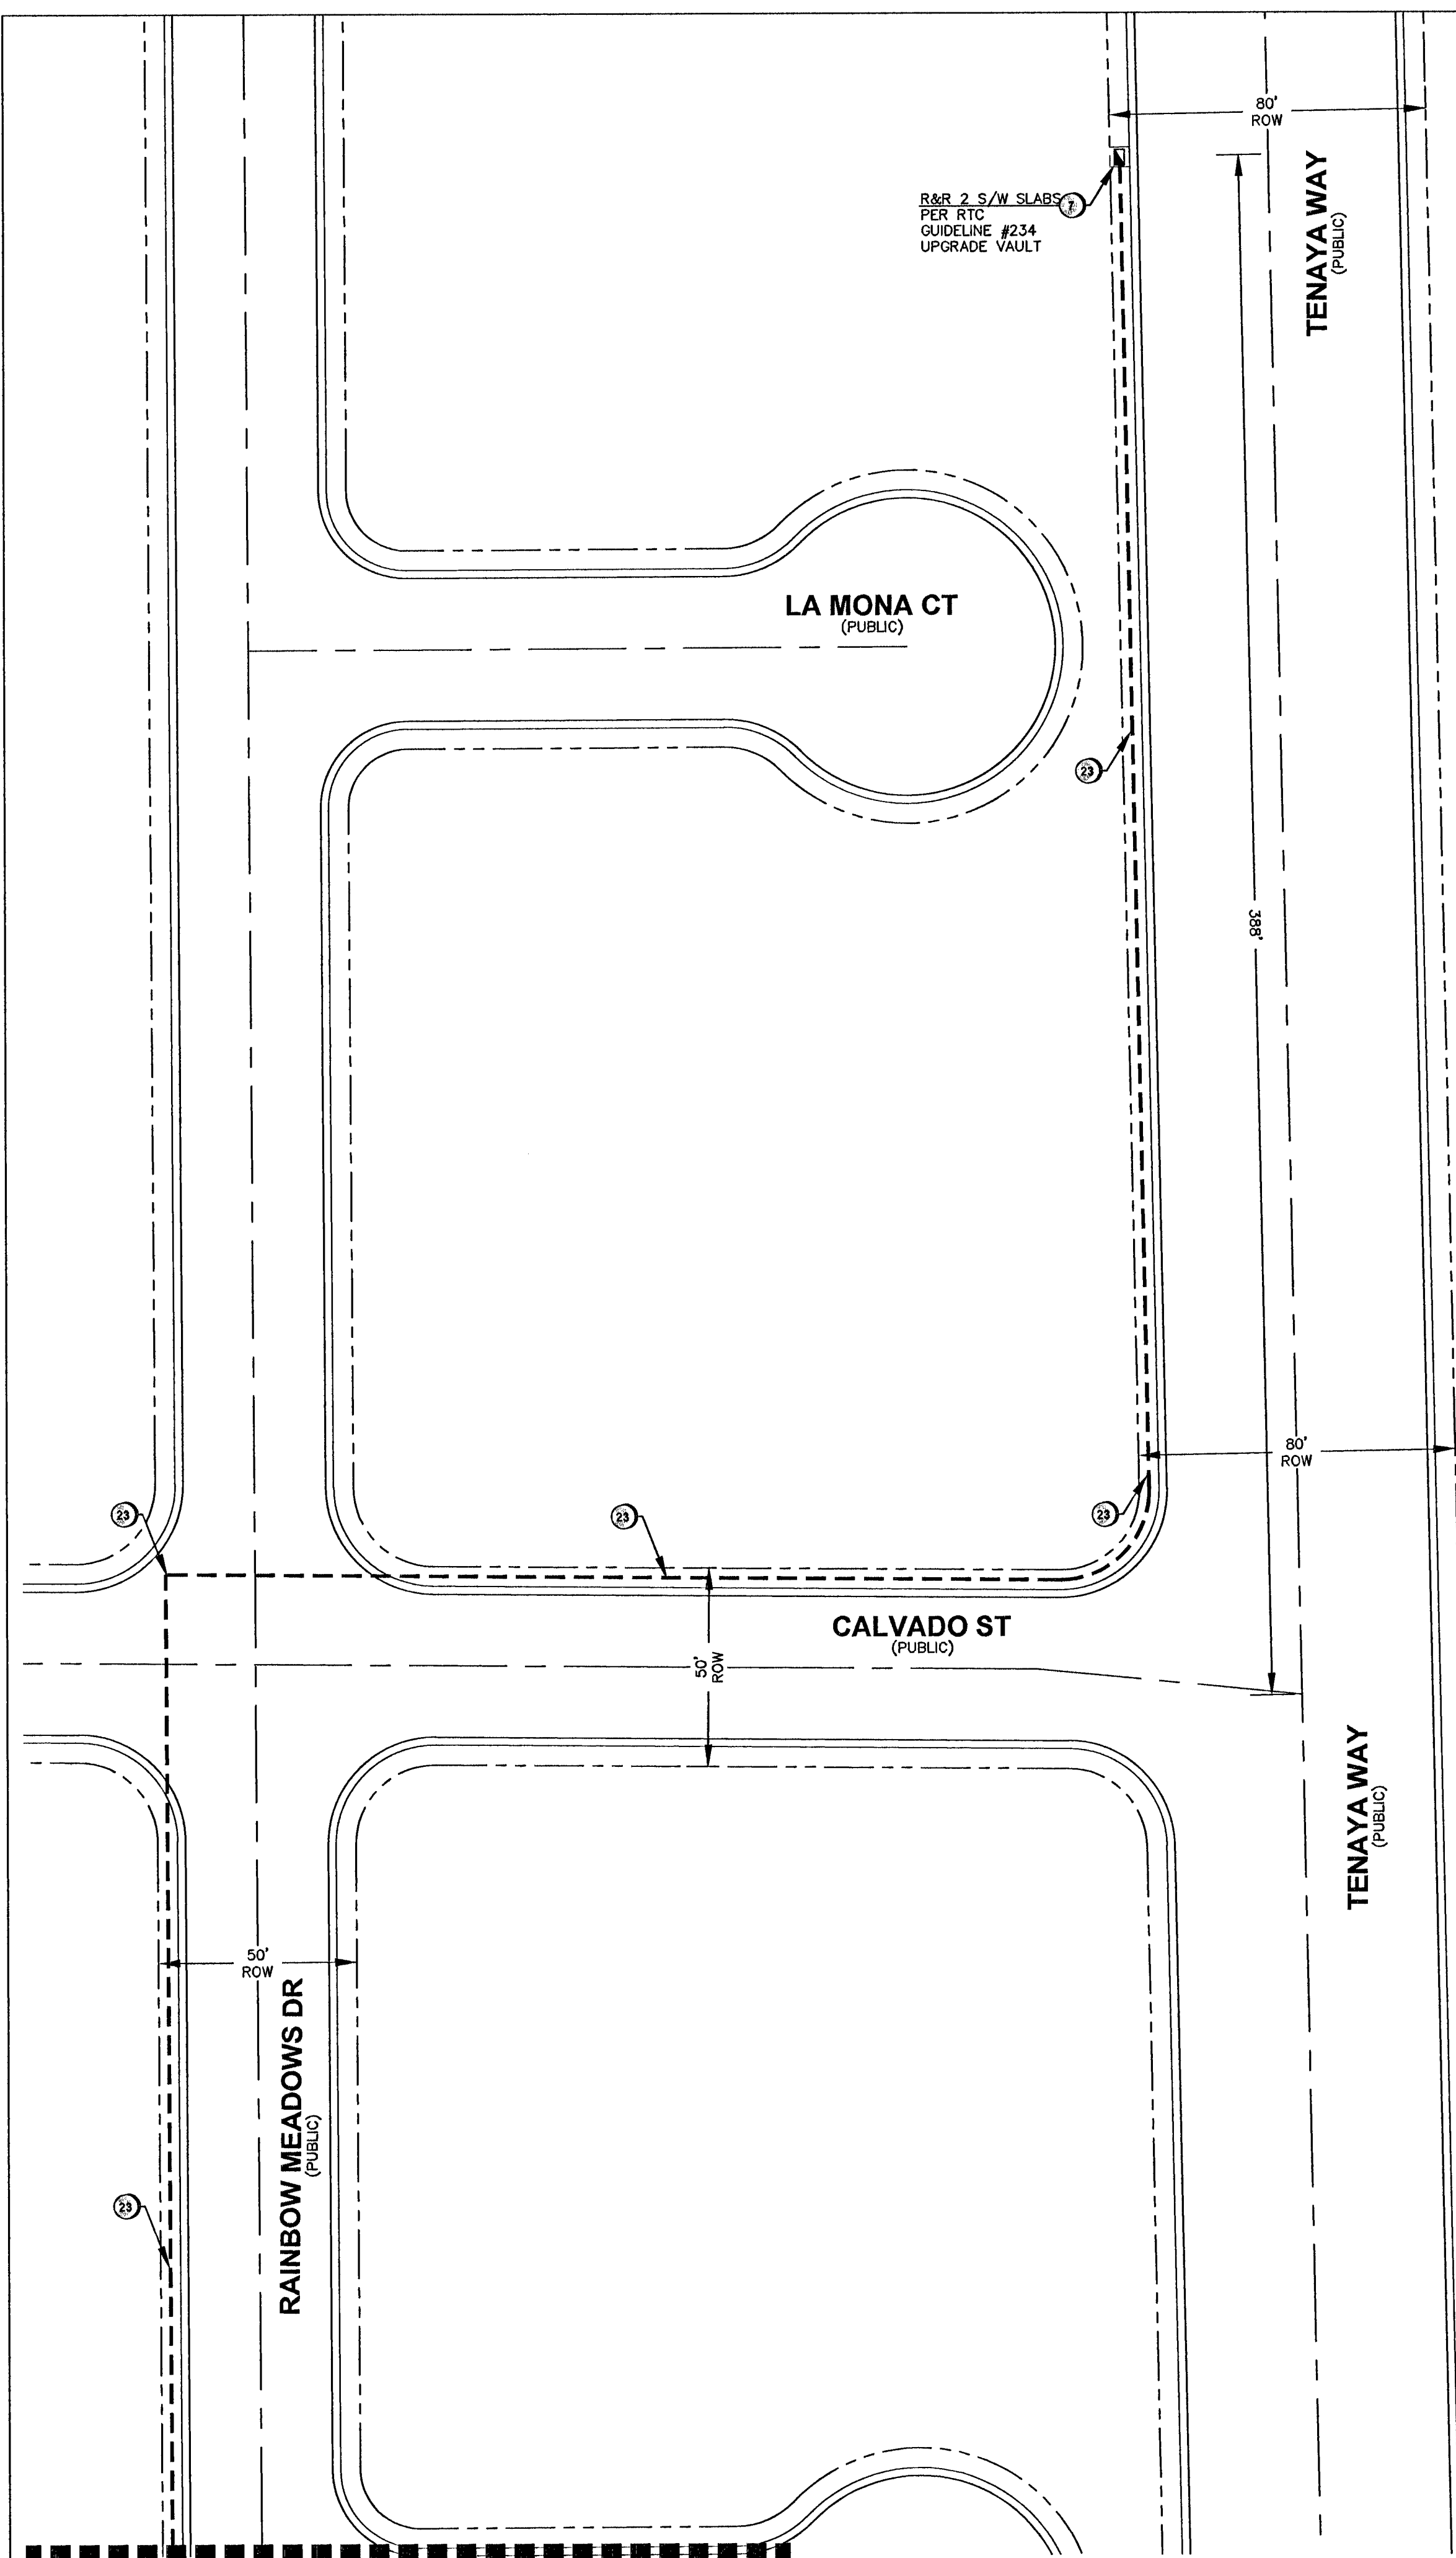 80'
ROW
R&R 2 S/W SLABS
7
PER RTC
GUIDELINE #234
UPGRADE VAULT
TENAYA WAY
(PUBLIC)
LA MONA CT
(PUBLIC)
23
388'
80'
ROW
23
23
23
CALVADO ST
(PUBLIC)
50'
ROW
TENAYA WAY
(PUBLIC)
50'
ROW
RAINBOW MEADOWS DR
(PUBLIC)
23